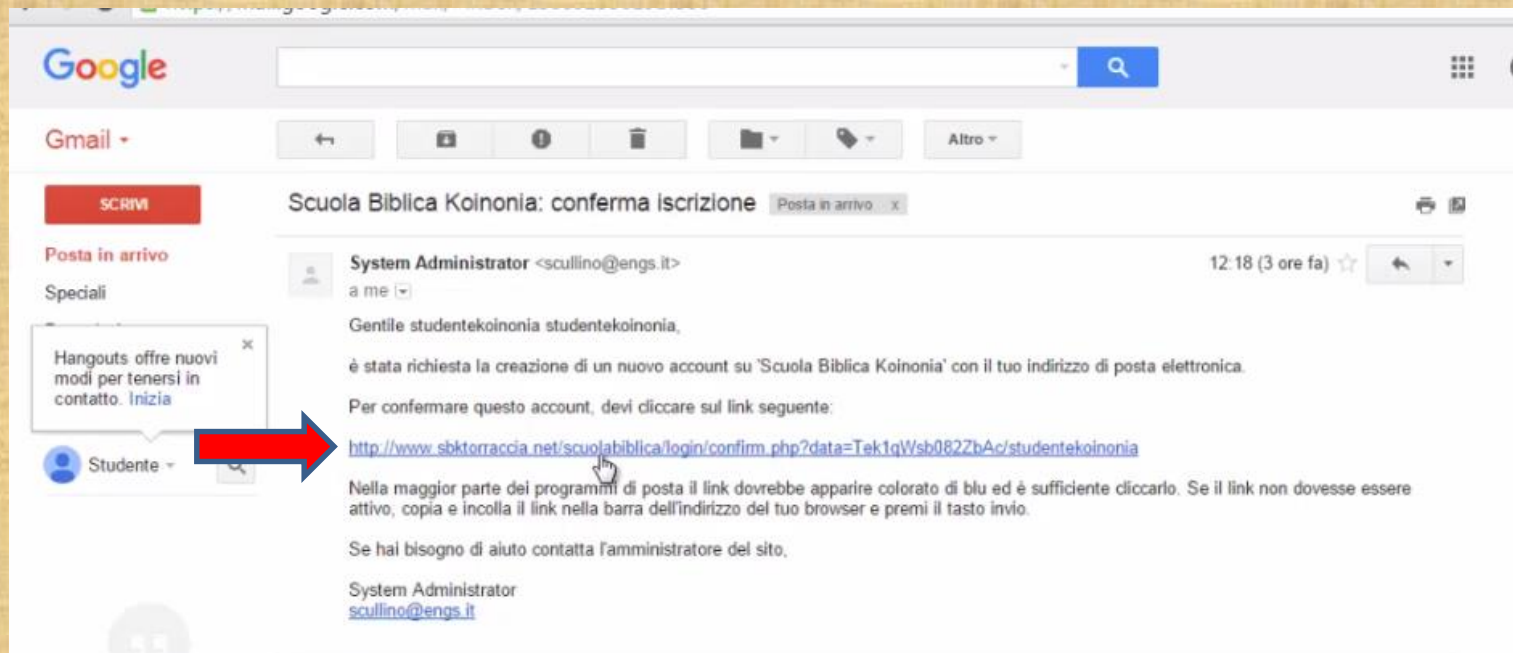 Google
Gmail
Altro
SCRIVI
Scuola Biblica Koinonia: conferma iscrizione Posta in arrivo x
Posta in arrivo
Speciali
System Administrator <scullino@engs.it>
12:18 (3 ore fa)
a me
Hangouts offre nuovi
modi per tenersi in
contatto. Inizia
Studente
Gentile studentekoinonia studentekoinonia,
è stata richiesta la creazione di un nuovo account su 'Scuola Biblica Koinonia' con il tuo indirizzo di posta elettronica.
Per confermare questo account, devi cliccare sul link seguente:
http://www.sbktorraccia.net/scuolabiblica/login/confirm.php?data=Tek1qWsb082ZbAc/studentekoinonia
Nella maggior parte dei programmi di posta il link dovrebbe apparire colorato di blu ed è sufficiente cliccarlo. Se il link non dovesse essere
attivo, copia e incolla il link nella barra dell'indirizzo del tuo browser e premi il tasto invio.
Se hai bisogno di aiuto contatta l'amministratore del sito,
System Administrator
scullino@engs.it